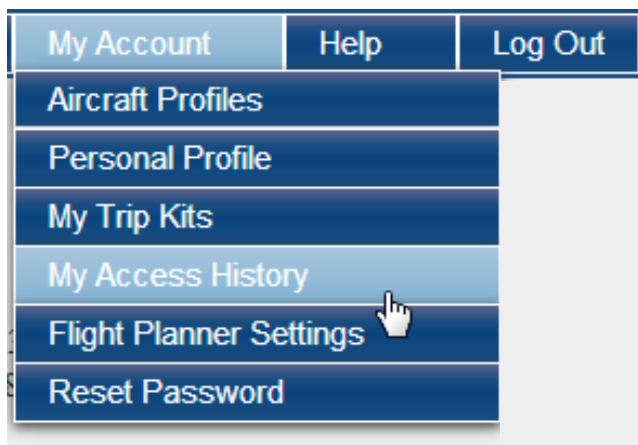 My Account Help Log Out
Aircraft Profiles
Personal Profile
My Trip Kits
My Access History
Flight Planner Settings
Reset Password